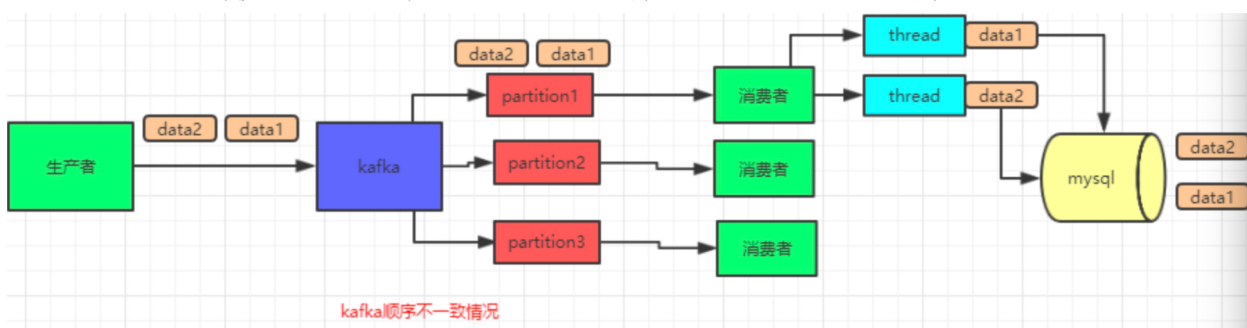 thread
data1
data2
data1
partition1
消费者
thread
data2
data2
data1
生产者
kafka
partition2
消费者
mysql
data2
data1
partition3
消费者
kafka顺序不一致情况